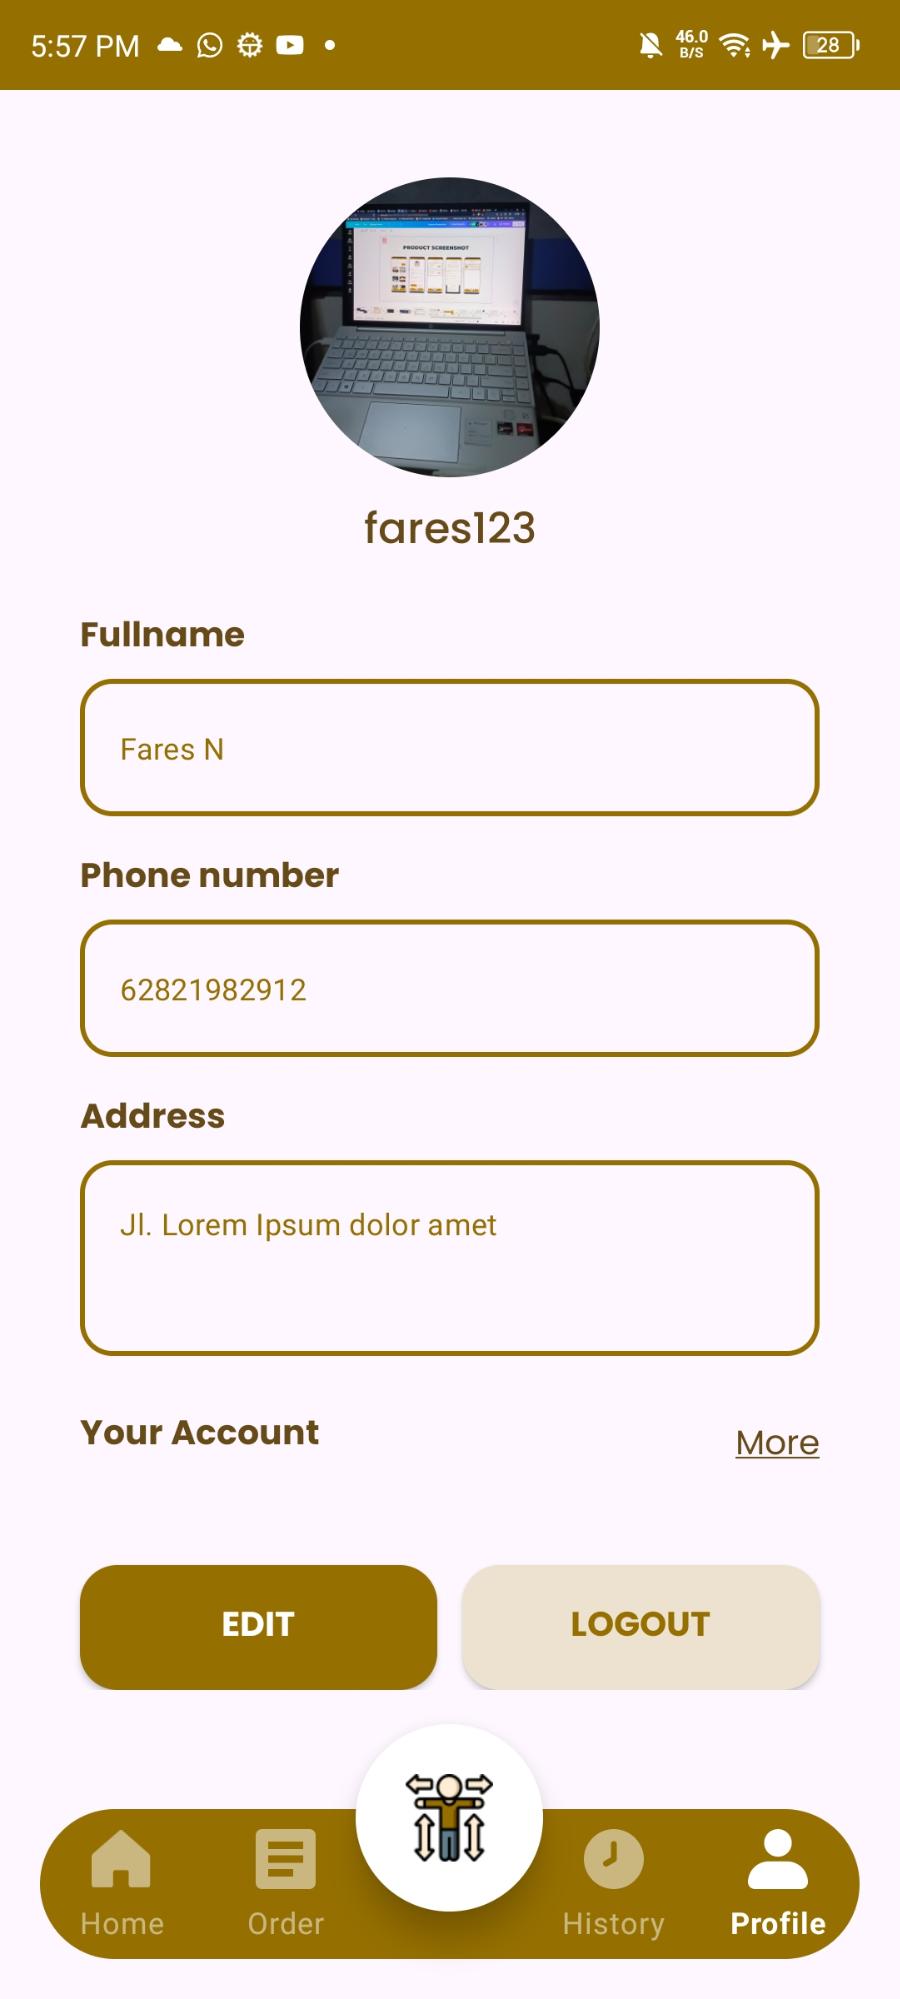 5:57 PM
46.0
B/S
28
PRODUCT SCREENSHOT
fares123
Fullname
Fares N
Phone number
62821982912
Address
Jl. Lorem Ipsum dolor amet
Your Account
More
EDIT
LOGOUT
Home
Order
History
Profile